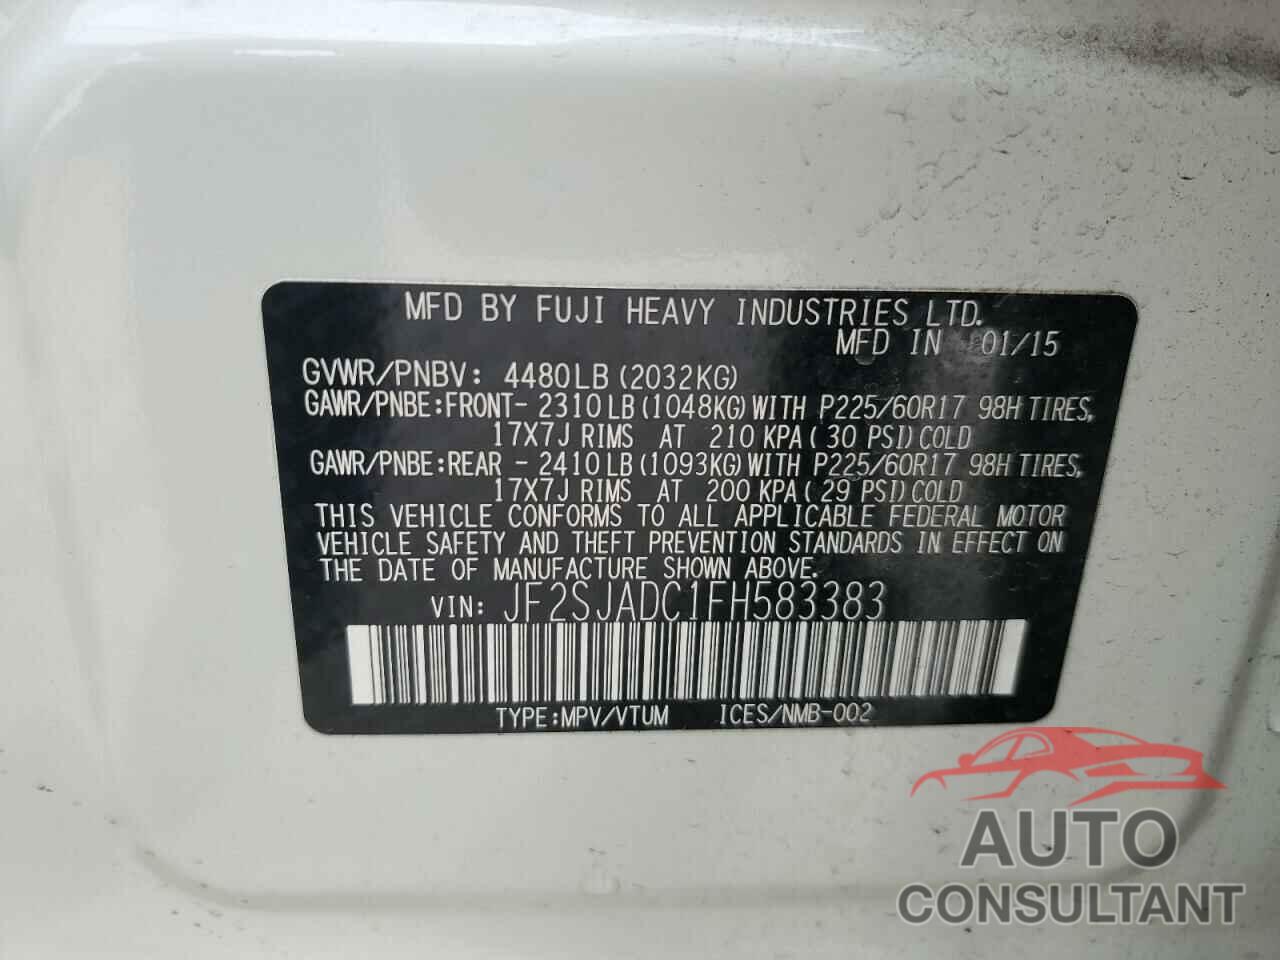 MFD BY FUJI HEAVY INDUSTRIES LTD.
MFD IN 01/15
GVWR/PNBV: 4480LB (2032KG)
GAWR/PNBE:FRONT- 2310LB (1048KG) WITH P225/60R17 98H TIRES,
17X7J RIMS AT 210 KPA ( 30 PSI) COLD
GAWR/PNBE:REAR - 2410LB (1093KG) WITH P225/60R17 98H TIRES,
17X7J RIMS AT 200 KPA ( 29 PSI) COLD
THIS VEHICLE CONFORMS TO ALL APPLICABLE FEDERAL MOTOR
VEHICLE SAFETY AND THEFT PREVENTION STANDARDS IN EFFECT ON
THE DATE OF MANUFACTURE SHOWN ABOVE.
VIN: JF2SJADC1FH583383
TYPE:MPV/VTUM ICES/NMB-002
AUTO
CONSULTANT